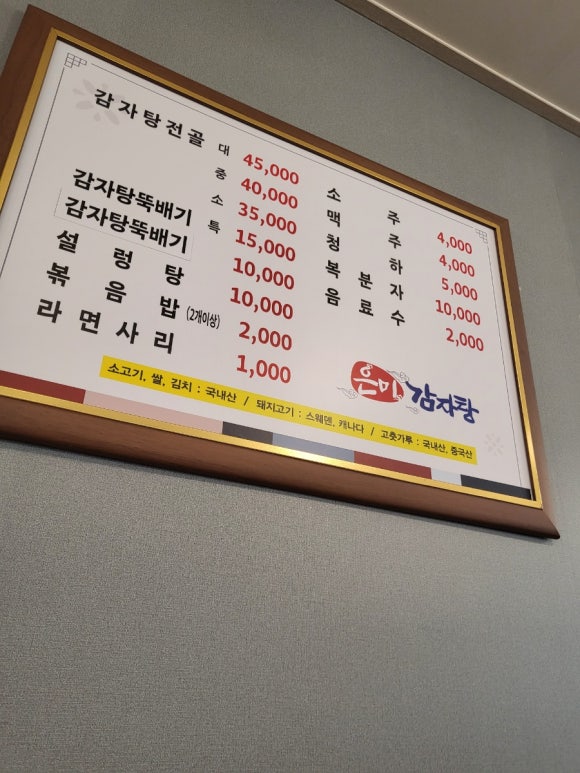 감자탕전골 대 45,000
중 40,000
소 35,000
감자탕뚝배기 특 15,000
감자탕뚝배기 10,000
설렁탕 10,000
볶음밥 (2개이상) 2,000
라면사리 1,000
소주 4,000
맥주 4,000
청하 5,000
복분자 10,000
음료수 2,000
은미 감자탕
소고기, 쌀, 김치 : 국내산 / 돼지고기 : 스웨덴, 캐나다 / 고춧가루 : 국내산, 중국산